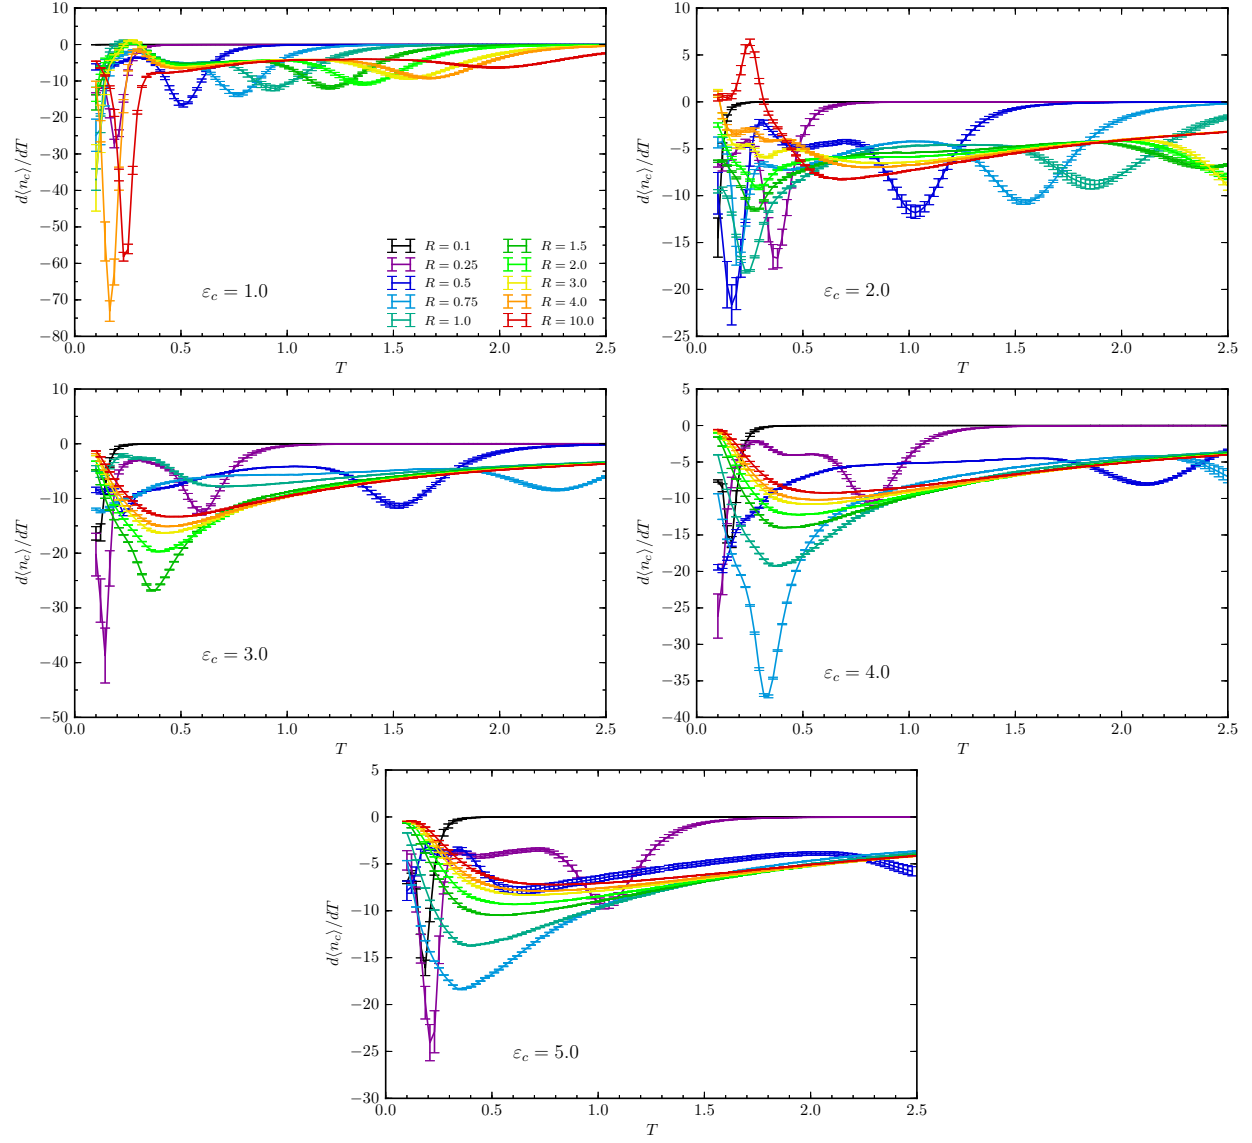 10
0
−10
−20
−30
−40
−50
−60
−70
−80
0.0 0.5 1.0 1.5 2.0 2.5
T
d⟨n_c⟩/dT
ε_c = 1.0
R = 0.1
R = 0.25
R = 0.5
R = 0.75
R = 1.0
R = 1.5
R = 2.0
R = 3.0
R = 4.0
R = 10.0
10
5
0
−5
−10
−15
−20
−25
0.0 0.5 1.0 1.5 2.0 2.5
T
d⟨n_c⟩/dT
ε_c = 2.0
10
0
−10
−20
−30
−40
−50
0.0 0.5 1.0 1.5 2.0 2.5
T
d⟨n_c⟩/dT
ε_c = 3.0
5
0
−5
−10
−15
−20
−25
−30
−35
−40
0.0 0.5 1.0 1.5 2.0 2.5
T
d⟨n_c⟩/dT
ε_c = 4.0
5
0
−5
−10
−15
−20
−25
−30
0.0 0.5 1.0 1.5 2.0 2.5
T
d⟨n_c⟩/dT
ε_c = 5.0